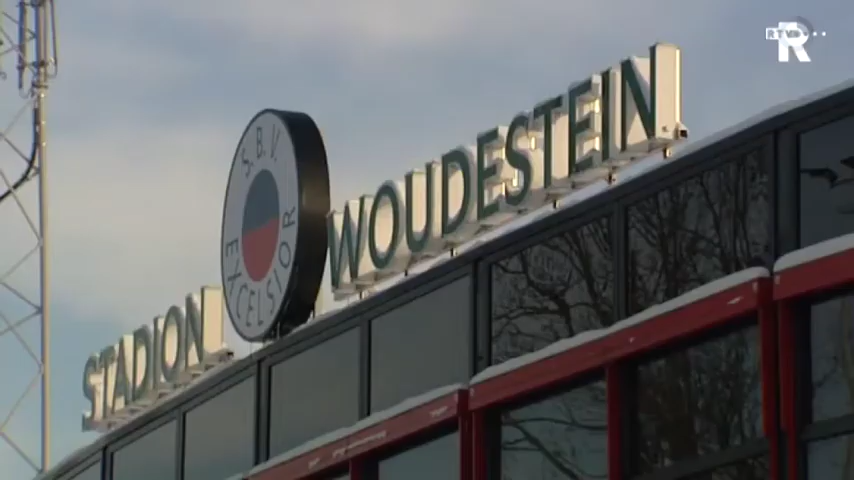 RTV R
S.B.V.
EXCELSIOR
STADION WOUDESTEIN